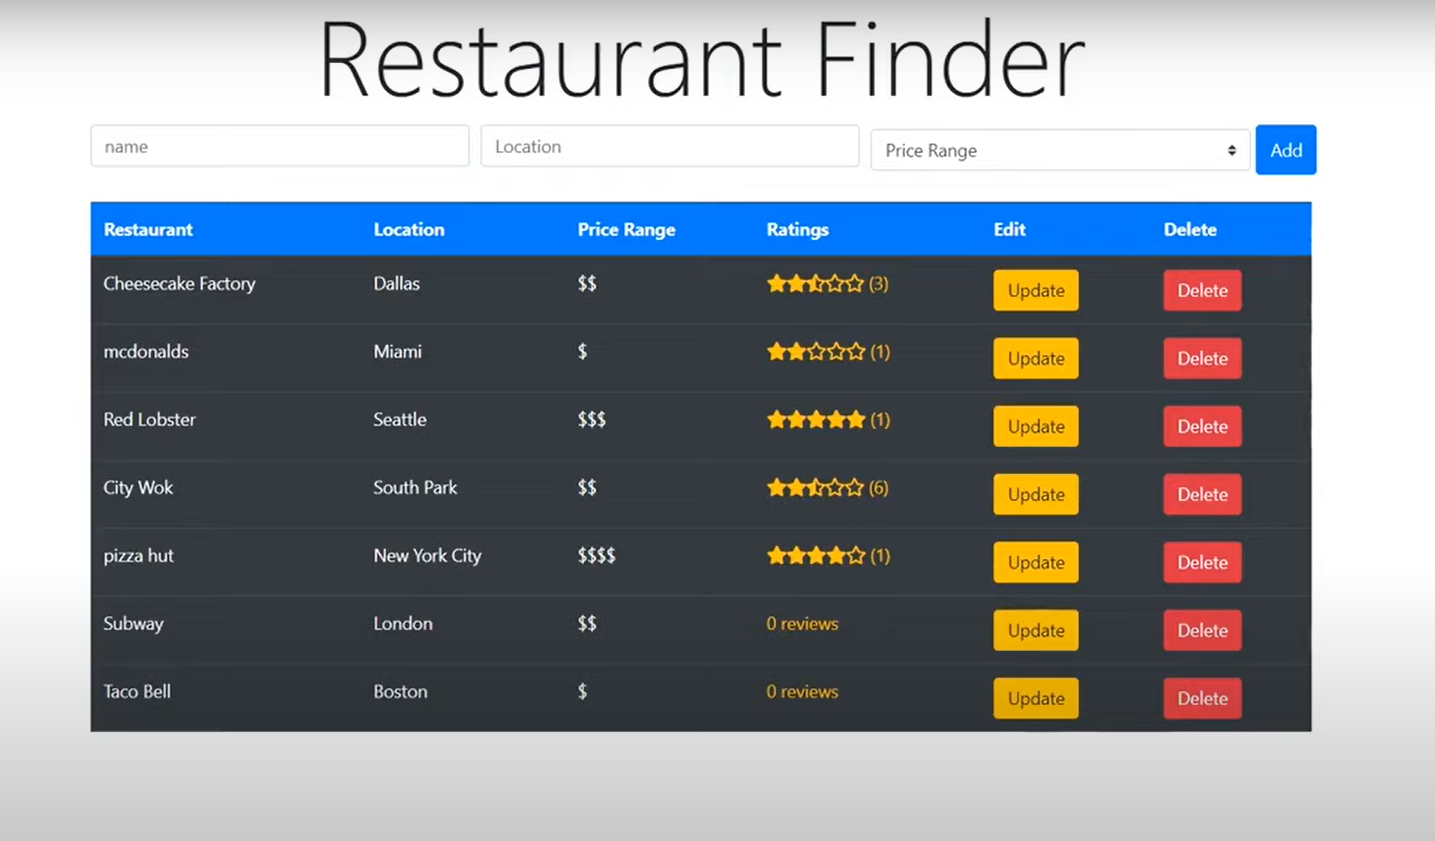 Restaurant Finder
name Location Price Range Add
Restaurant Location Price Range Ratings Edit Delete
Cheesecake Factory Dallas $$ (3) Update Delete
mcdonalds Miami $ (1) Update Delete
Red Lobster Seattle $$$ (1) Update Delete
City Wok South Park $$ (6) Update Delete
pizza hut New York City $$$$ (1) Update Delete
Subway London $$ 0 reviews Update Delete
Taco Bell Boston $ 0 reviews Update Delete